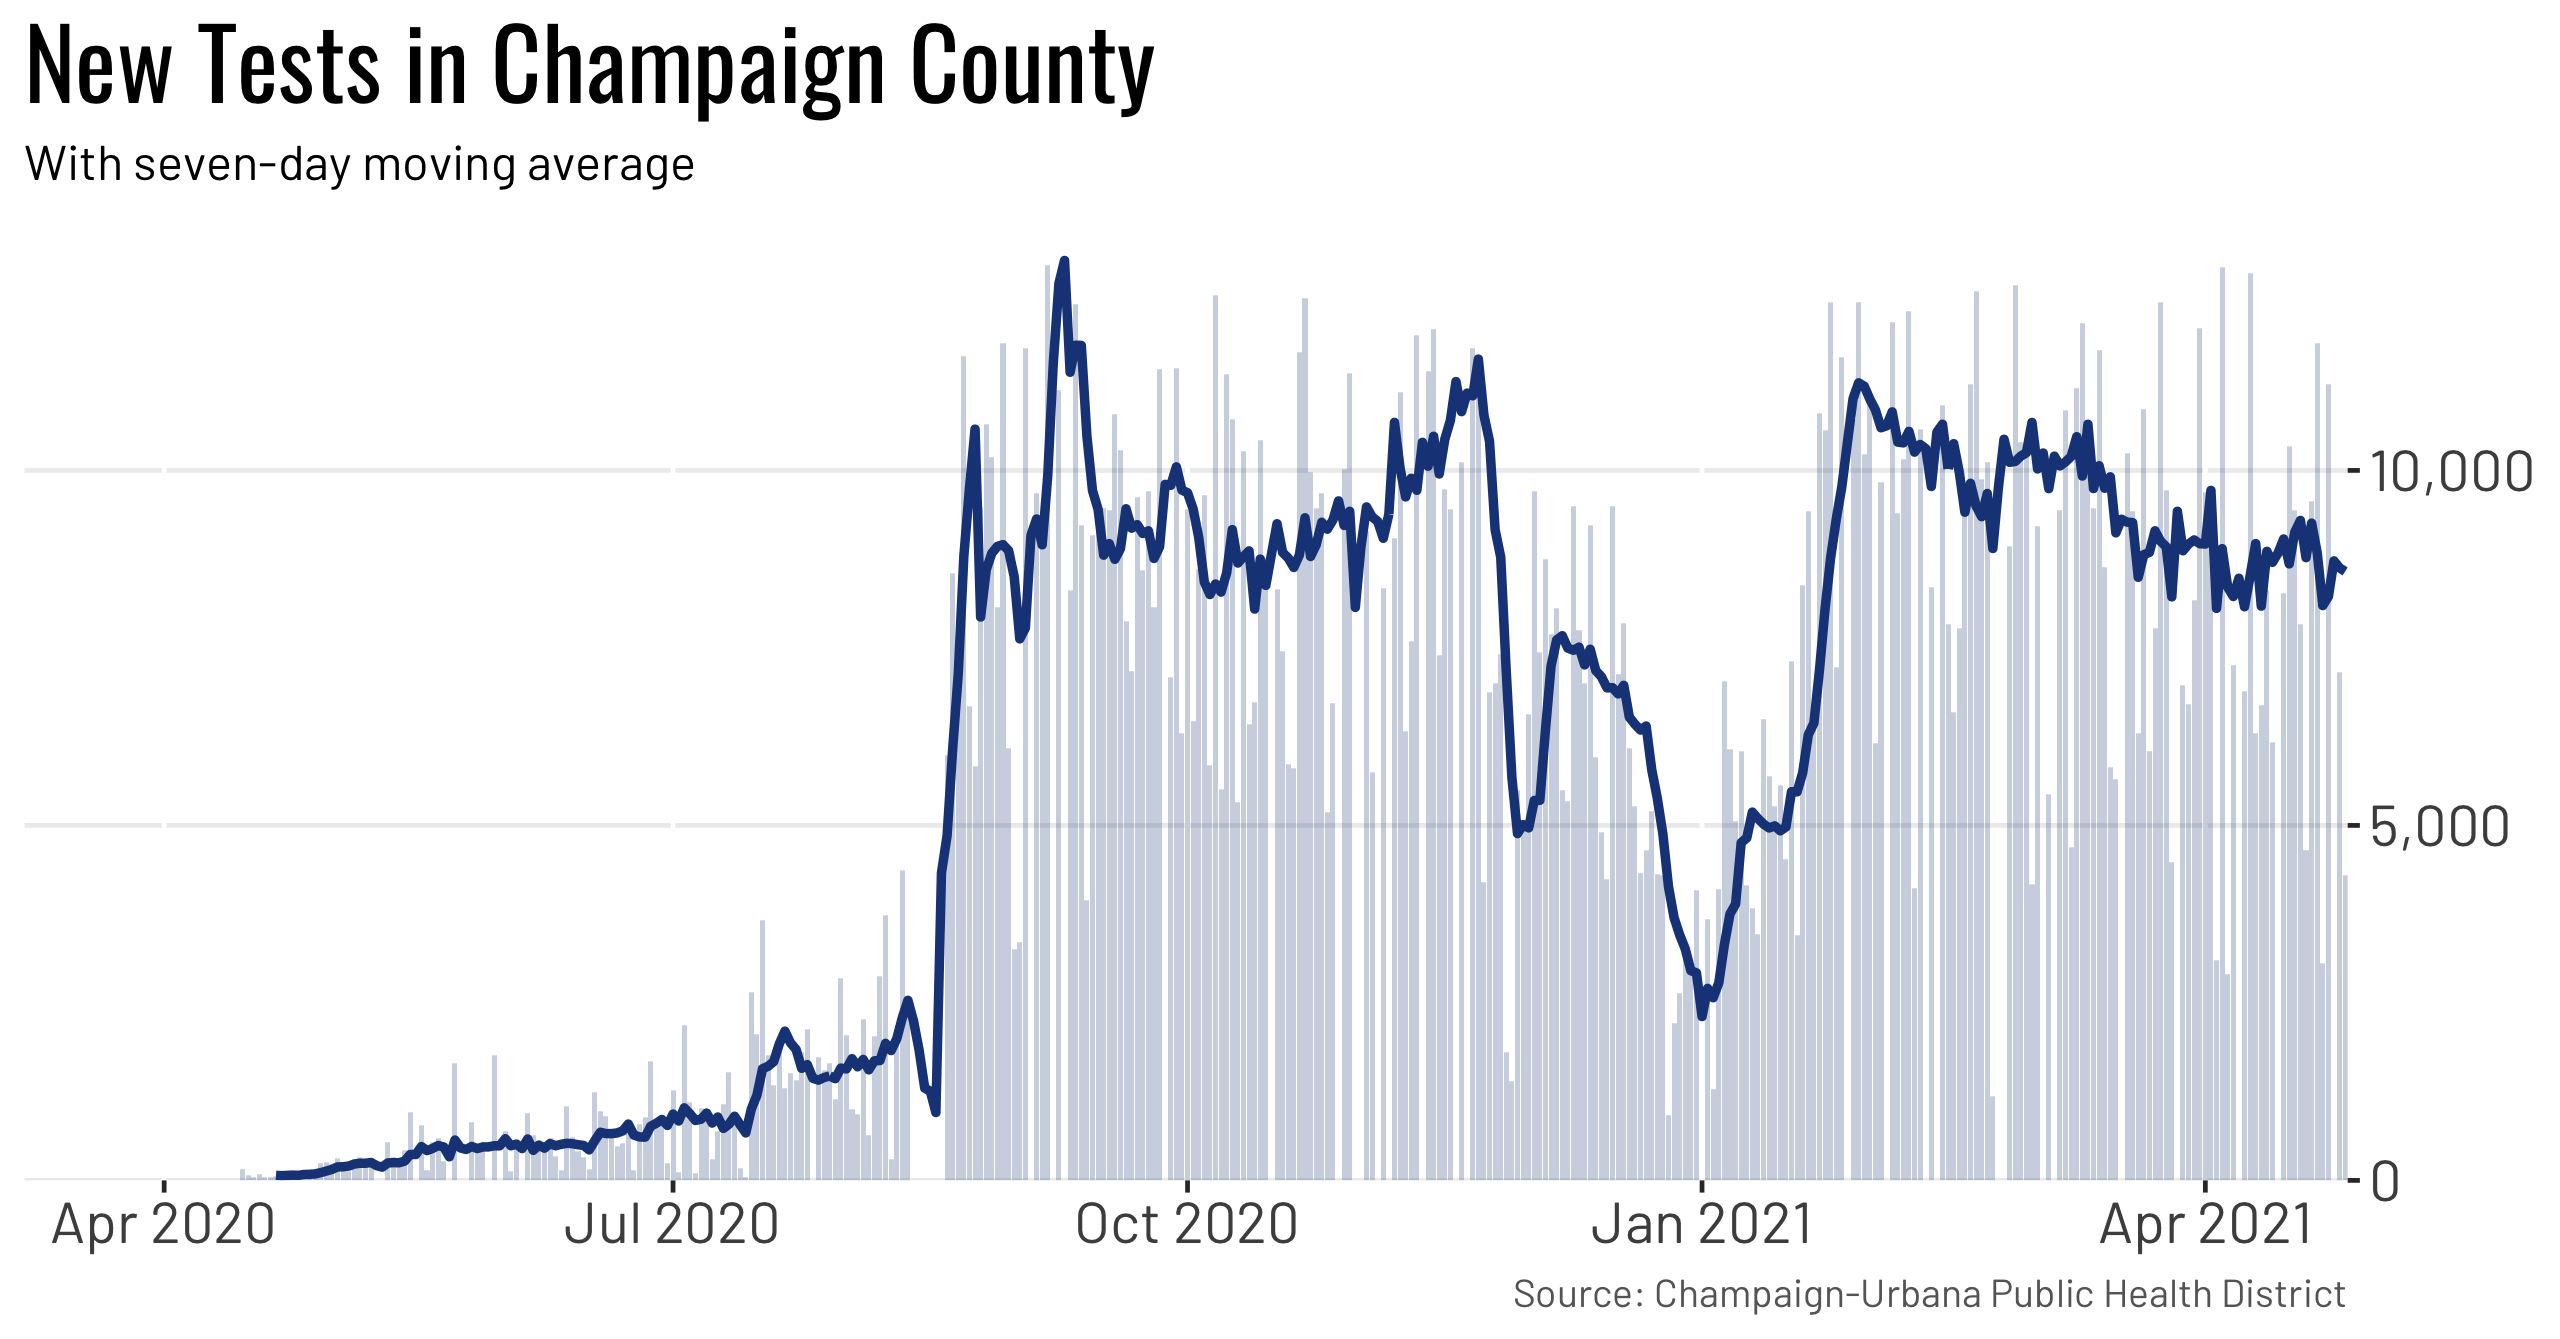 New Tests in Champaign County
With seven-day moving average
10,000
5,000
0
Apr 2020 Jul 2020 Oct 2020 Jan 2021 Apr 2021
Source: Champaign-Urbana Public Health District